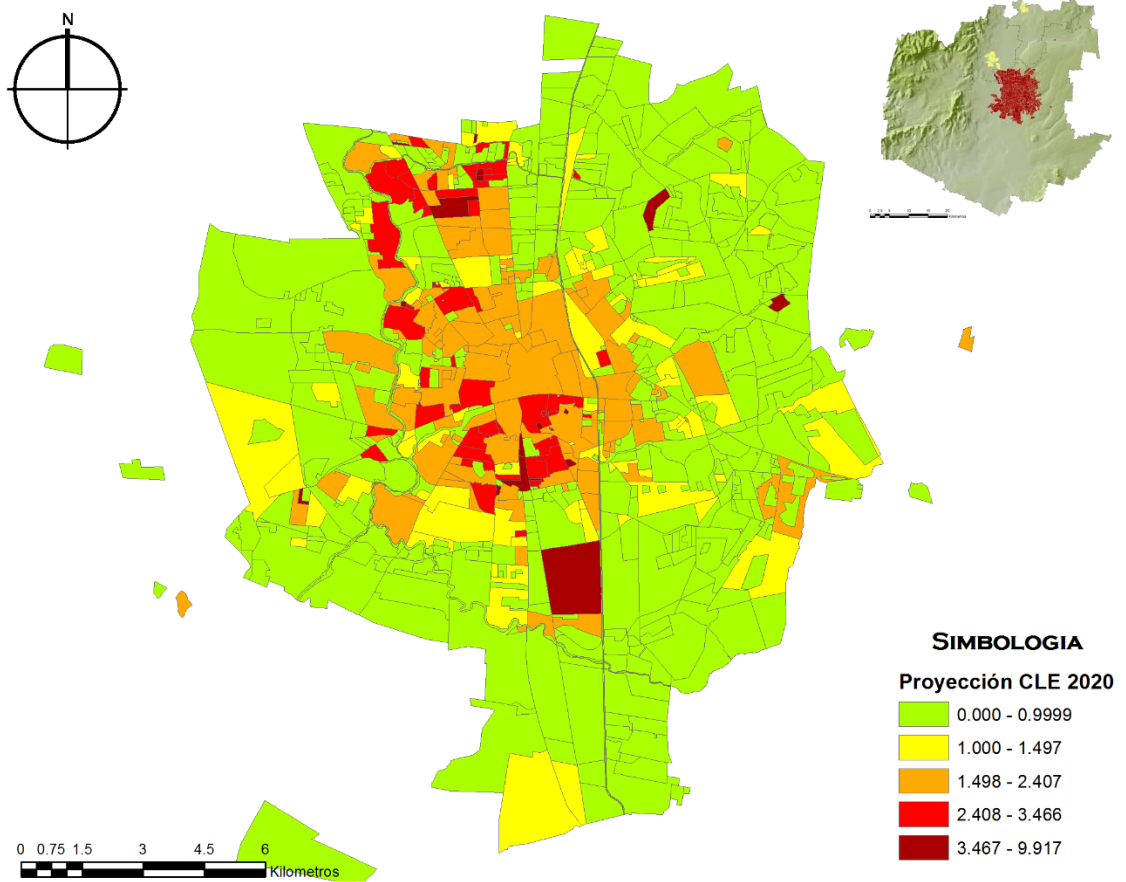 N
SIMBOLOGIA
Proyección CLE 2020
0.000 - 0.9999
1.000 - 1.497
1.498 - 2.407
2.408 - 3.466
3.467 - 9.917
0 0.75 1.5 3 4.5 6
Kilometros